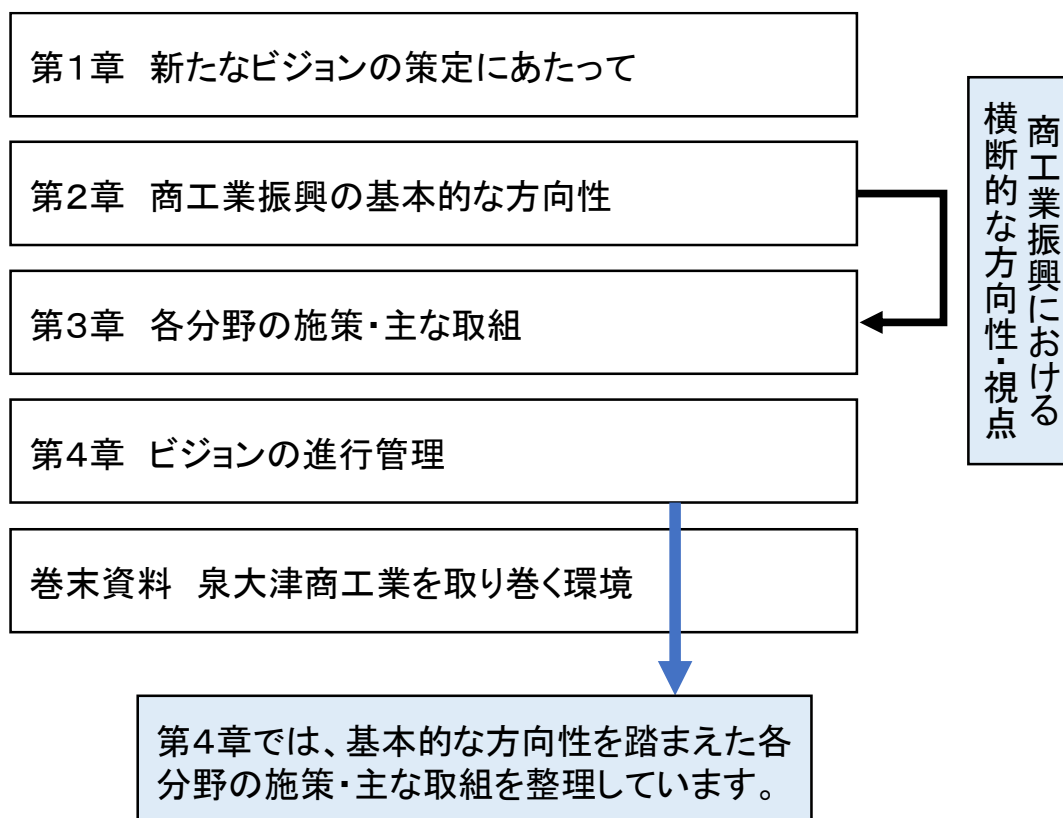 第１章　新たなビジョンの策定にあたって
第２章　商工業振興の基本的な方向性
第３章　各分野の施策・主な取組
第４章　ビジョンの進行管理
巻末資料　泉大津商工業を取り巻く環境
商工業振興における
横断的な方向性・視点
第４章では、基本的な方向性を踏まえた各
分野の施策・主な取組を整理しています。